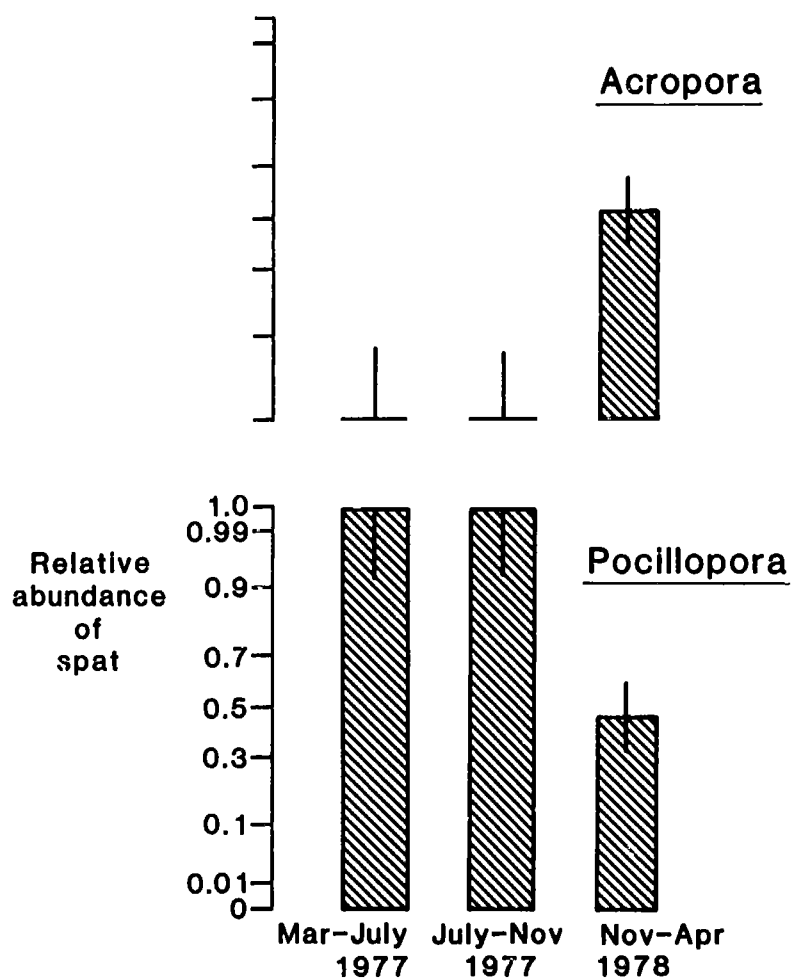 Acropora
1.0
0.99
Pocillopora
Relative
abundance
of
spat
0.9
0.7
0.5
0.3
0.1
0.01
0
Mar-July
1977
July-Nov
1977
Nov-Apr
1978